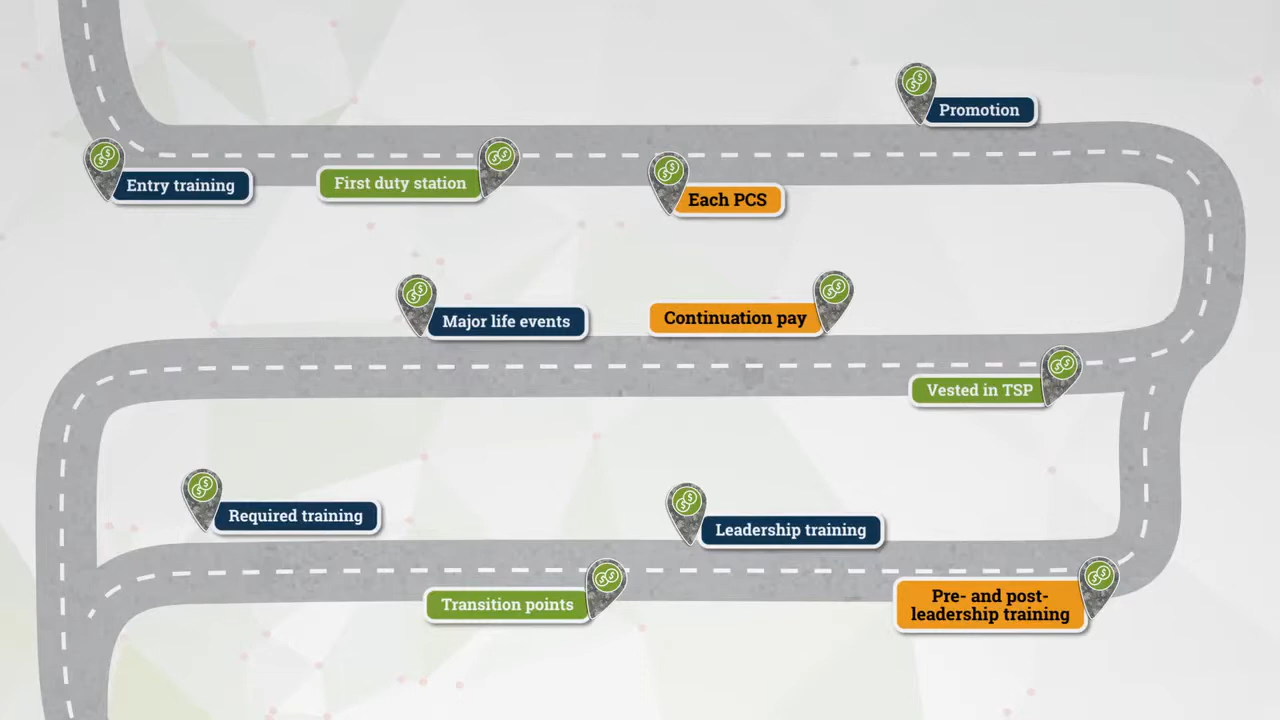 Promotion
Entry training
First duty station
Each PCS
Major life events
Continuation pay
Vested in TSP
Required training
Leadership training
Transition points
Pre- and post-
leadership training